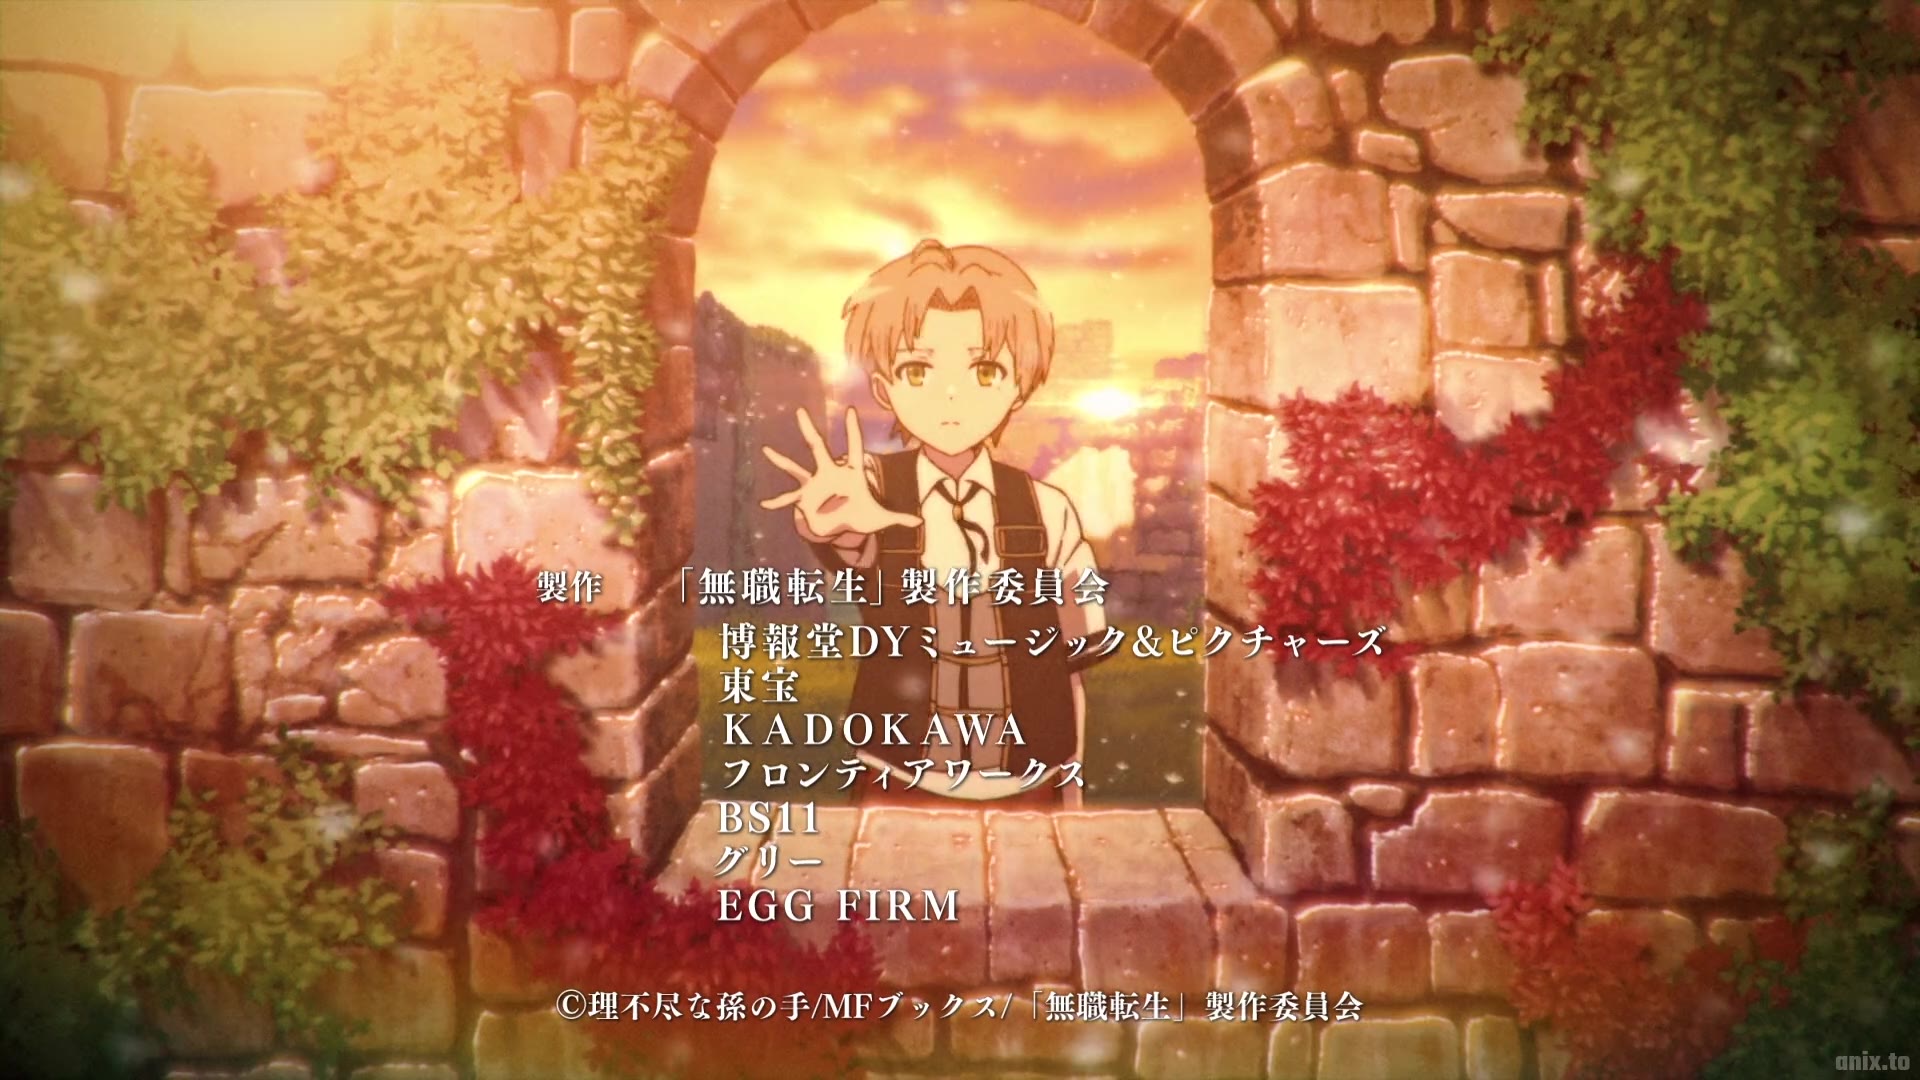 製作 「無職転生」製作委員会
博報堂DYミュージック&ピクチャーズ
東宝
KADOKAWA
フロンティアワークス
BS11
グリー
EGG FIRM
©理不尽な孫の手/MFブックス/「無職転生」製作委員会
anix.to